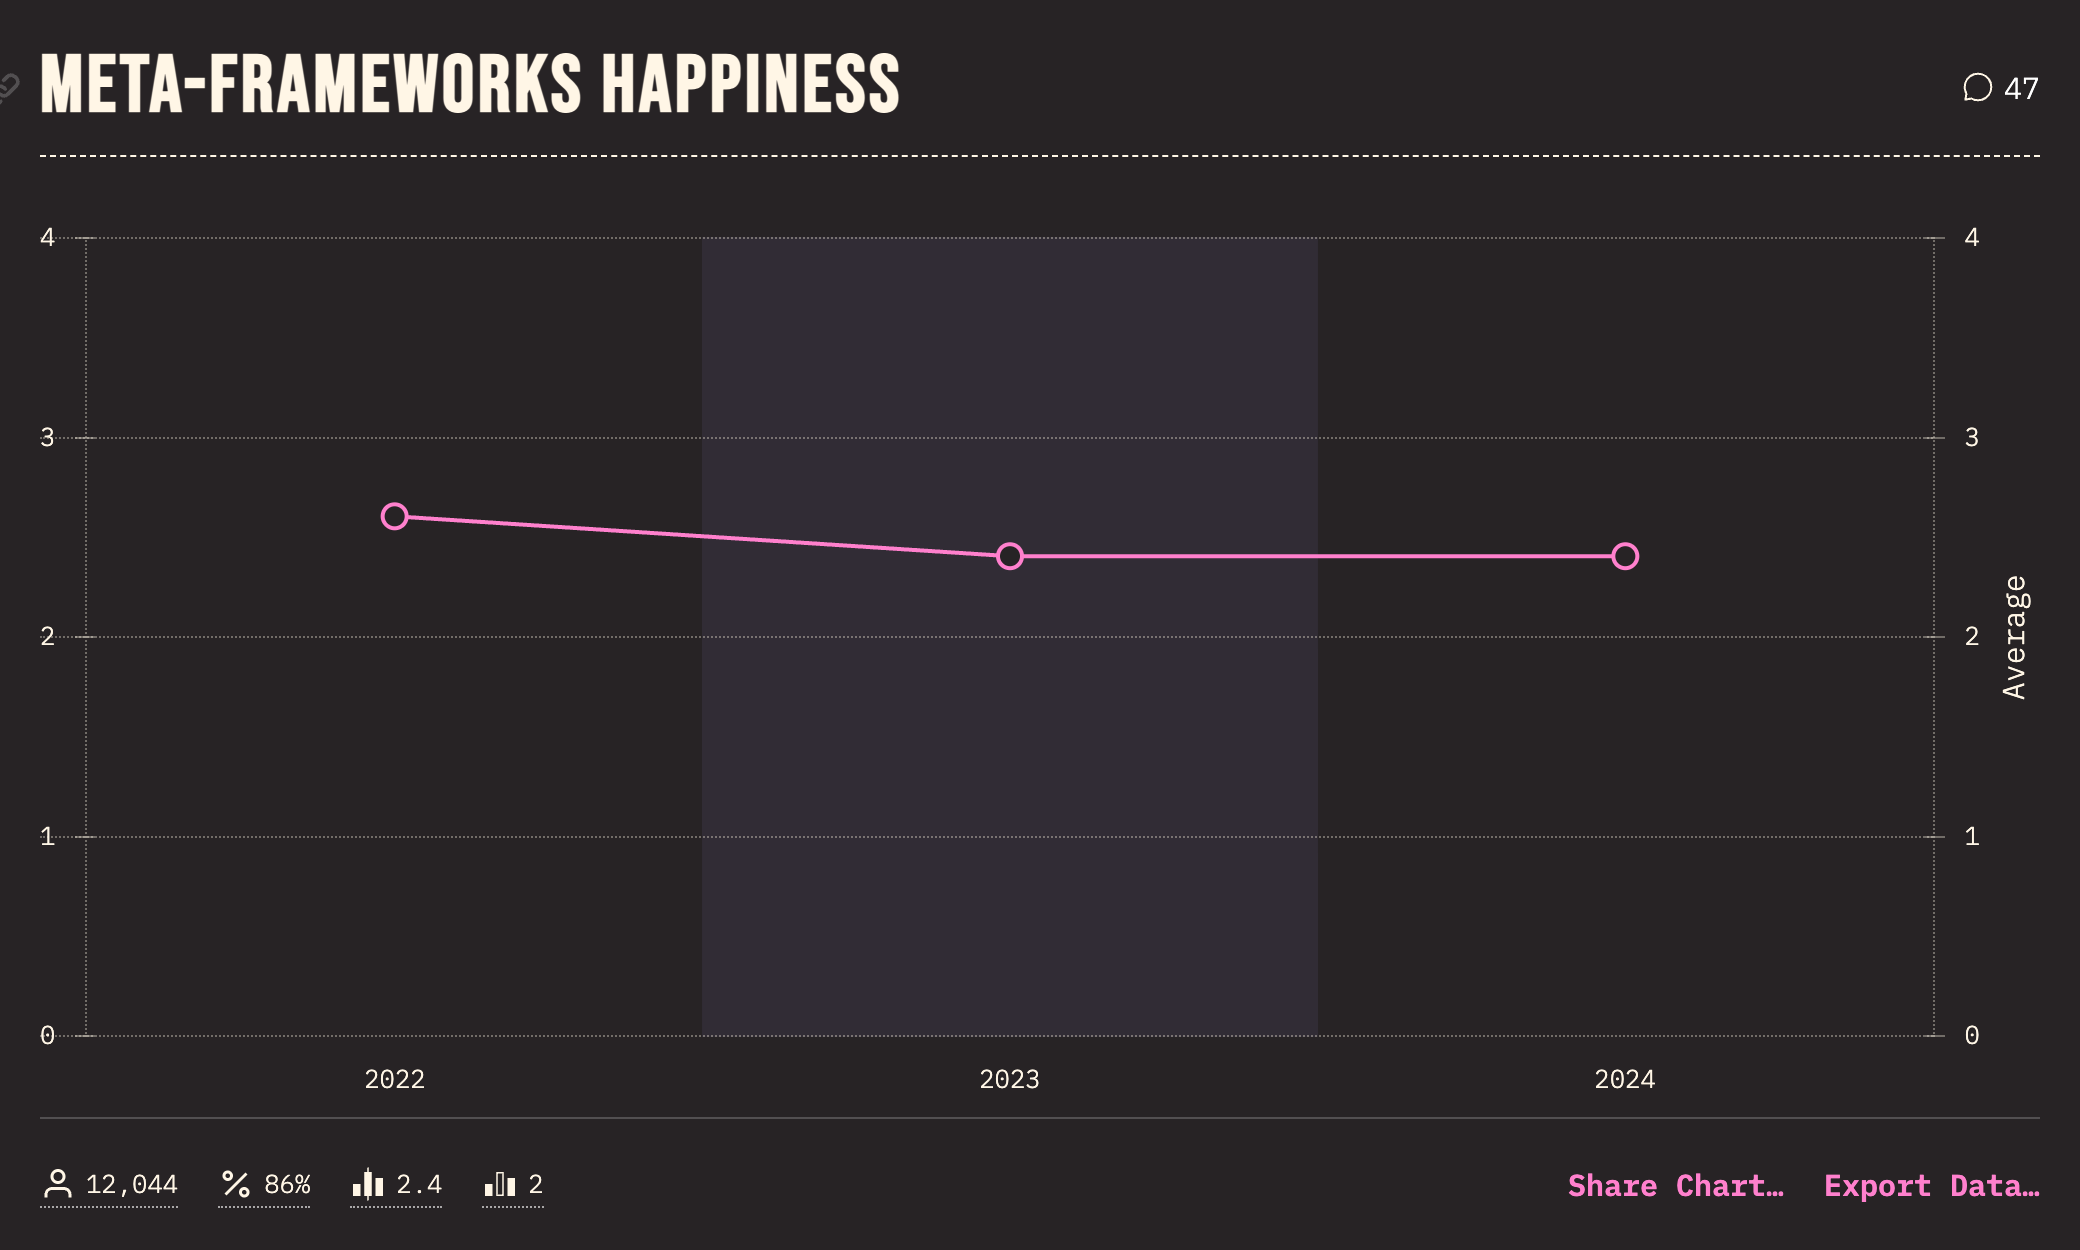 META-FRAMEWORKS HAPPINESS
47
4 4
3 3
2 2
1 1
0 0
Average
2022 2023 2024
12,044 86% 2.4 2 Share Chart… Export Data…